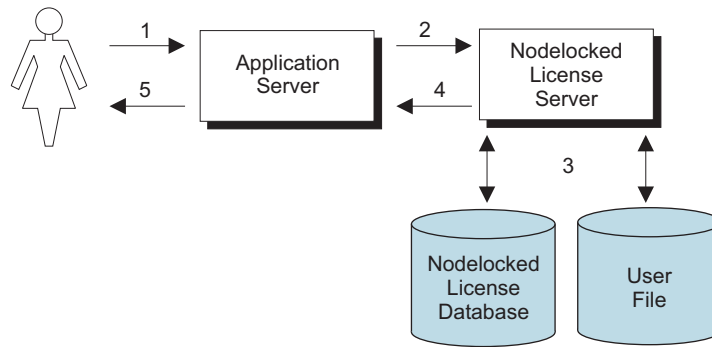 1
2
Application
Server
Nodelocked
License
Server
5
4
3
Nodelocked
License
Database
User
File